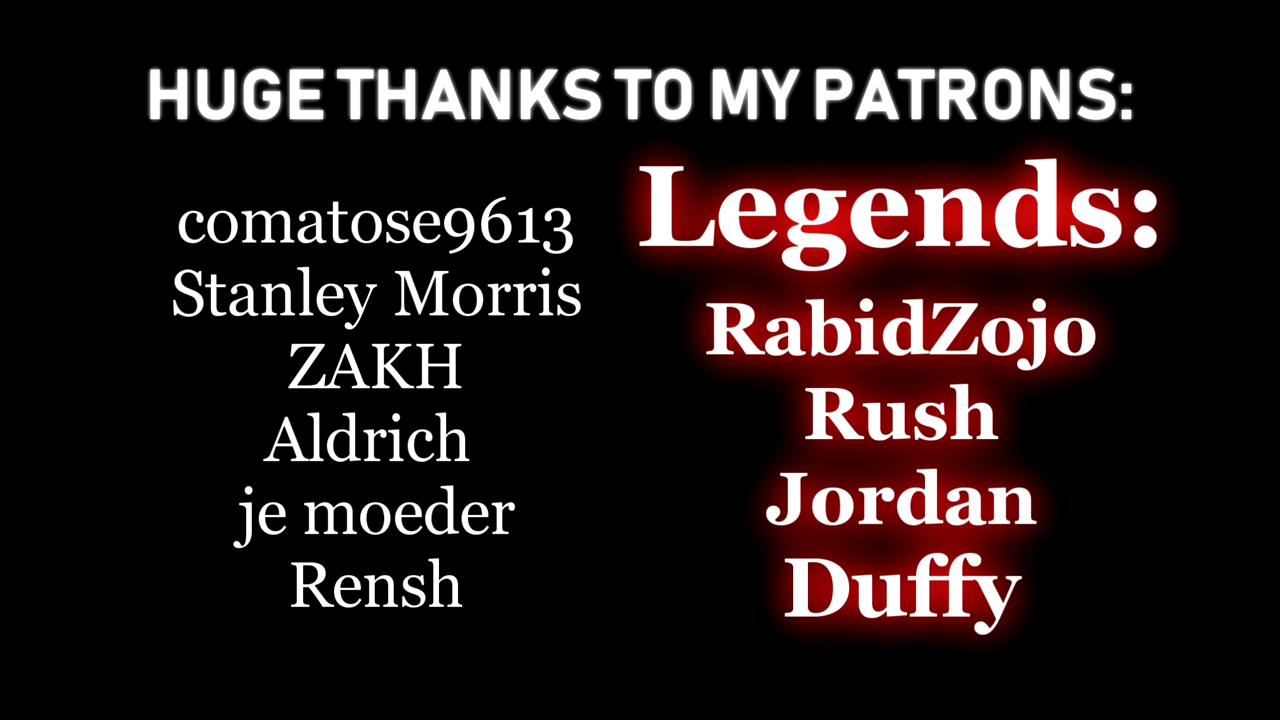 HUGE THANKS TO MY PATRONS:
comatose9613
Stanley Morris
ZAKH
Aldrich
je moeder
Rensh
Legends:
RabidZojo
Rush
Jordan
Duffy